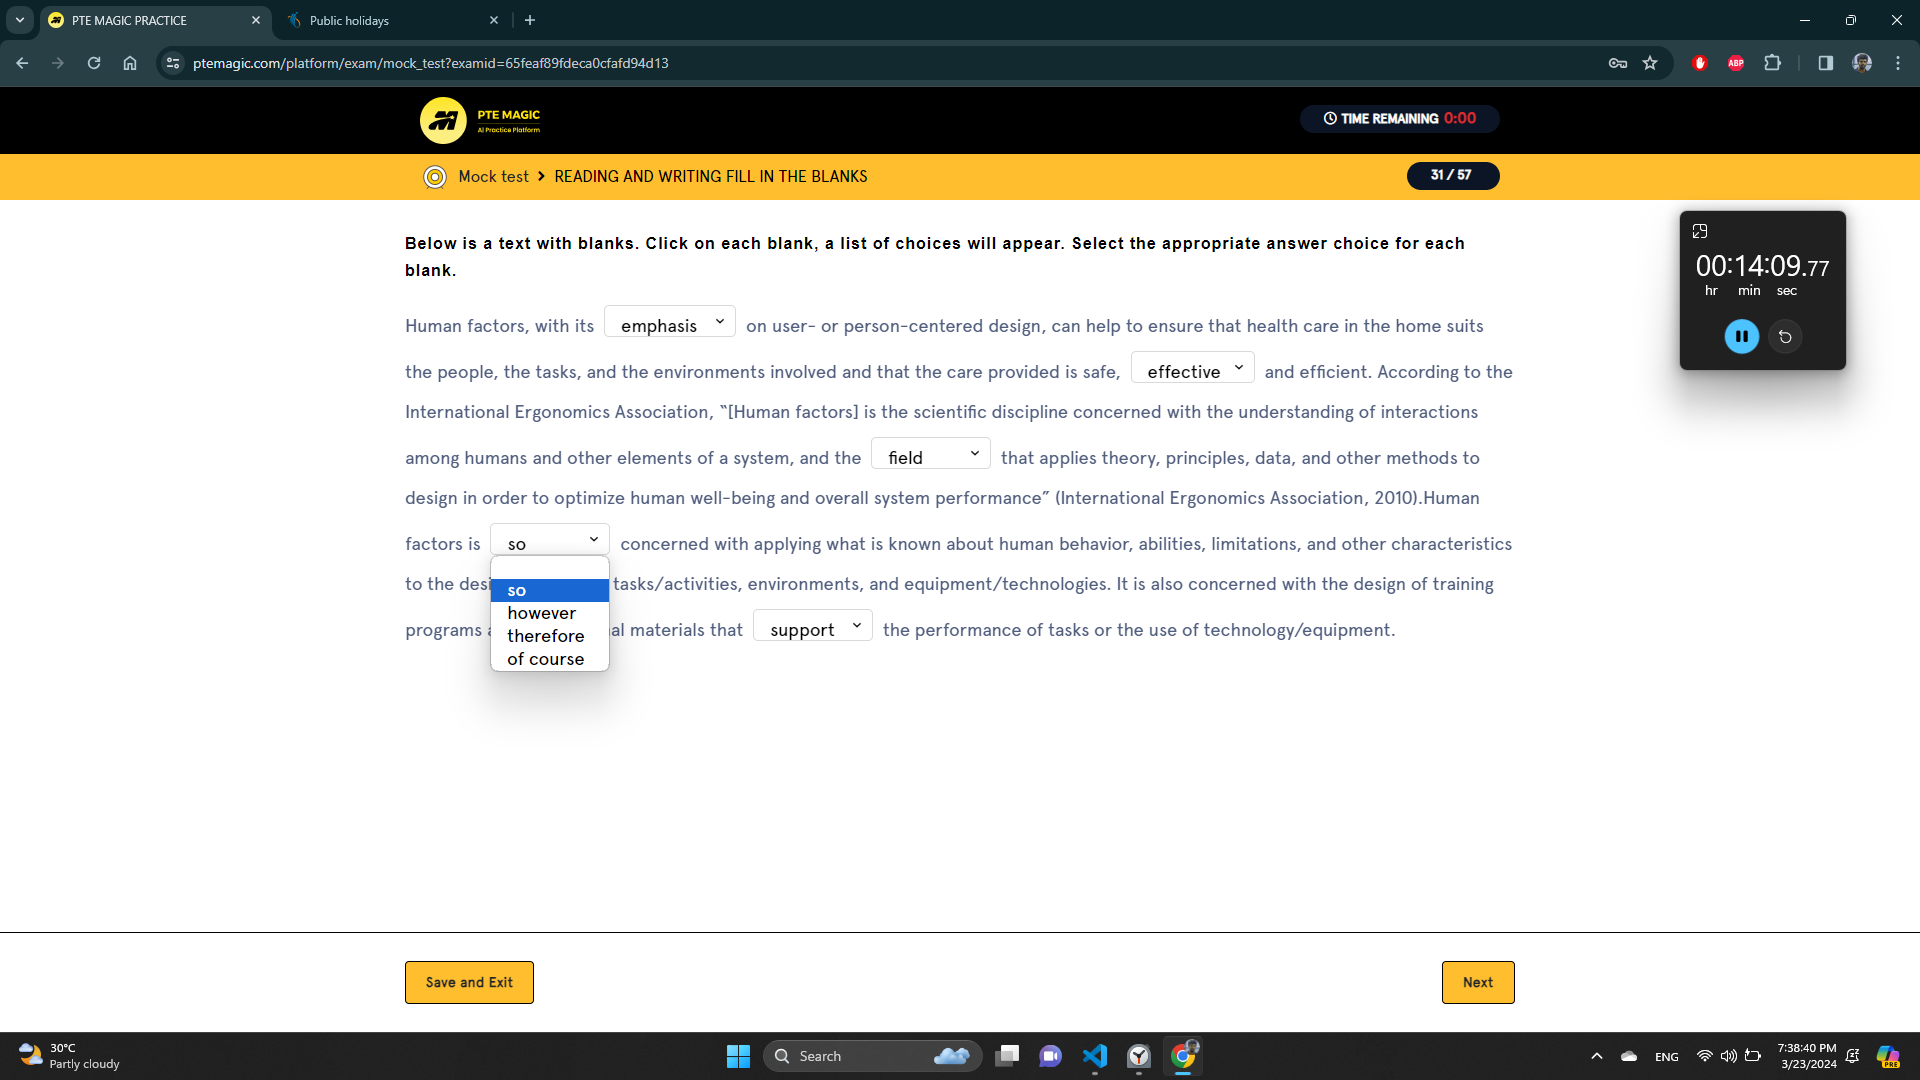 PTE MAGIC PRACTICE
Public holidays
ptemagic.com/platform/exam/mock_test?examid=65feaf89fdeca0cfafd94d13
ABP
PTE MAGIC
AI Practice Platform
TIME REMAINING 0:00
Mock test > READING AND WRITING FILL IN THE BLANKS
31 / 57
Below is a text with blanks. Click on each blank, a list of choices will appear. Select the appropriate answer choice for each
blank.
00:14:09.77
hr min sec
Human factors, with its emphasis on user- or person-centered design, can help to ensure that health care in the home suits
the people, the tasks, and the environments involved and that the care provided is safe, effective and efficient. According to the
International Ergonomics Association, “[Human factors] is the scientific discipline concerned with the understanding of interactions
among humans and other elements of a system, and the field that applies theory, principles, data, and other methods to
design in order to optimize human well-being and overall system performance” (International Ergonomics Association, 2010).Human
factors is so concerned with applying what is known about human behavior, abilities, limitations, and other characteristics
to the desi tasks/activities, environments, and equipment/technologies. It is also concerned with the design of training
programs al materials that support the performance of tasks or the use of technology/equipment.
so
however
therefore
of course
Save and Exit
Next
30°C
Partly cloudy
Search
ENG
7:38:40 PM
3/23/2024
PRE